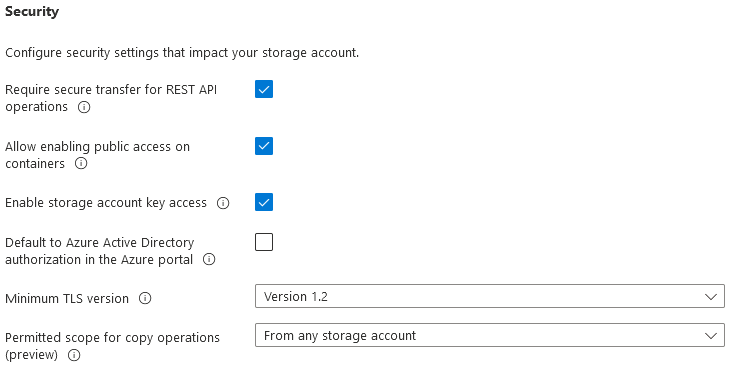 Security
Configure security settings that impact your storage account.
Require secure transfer for REST API
operations
Allow enabling public access on
containers
Enable storage account key access
Default to Azure Active Directory
authorization in the Azure portal
Minimum TLS version
Version 1.2
Permitted scope for copy operations
(preview)
From any storage account